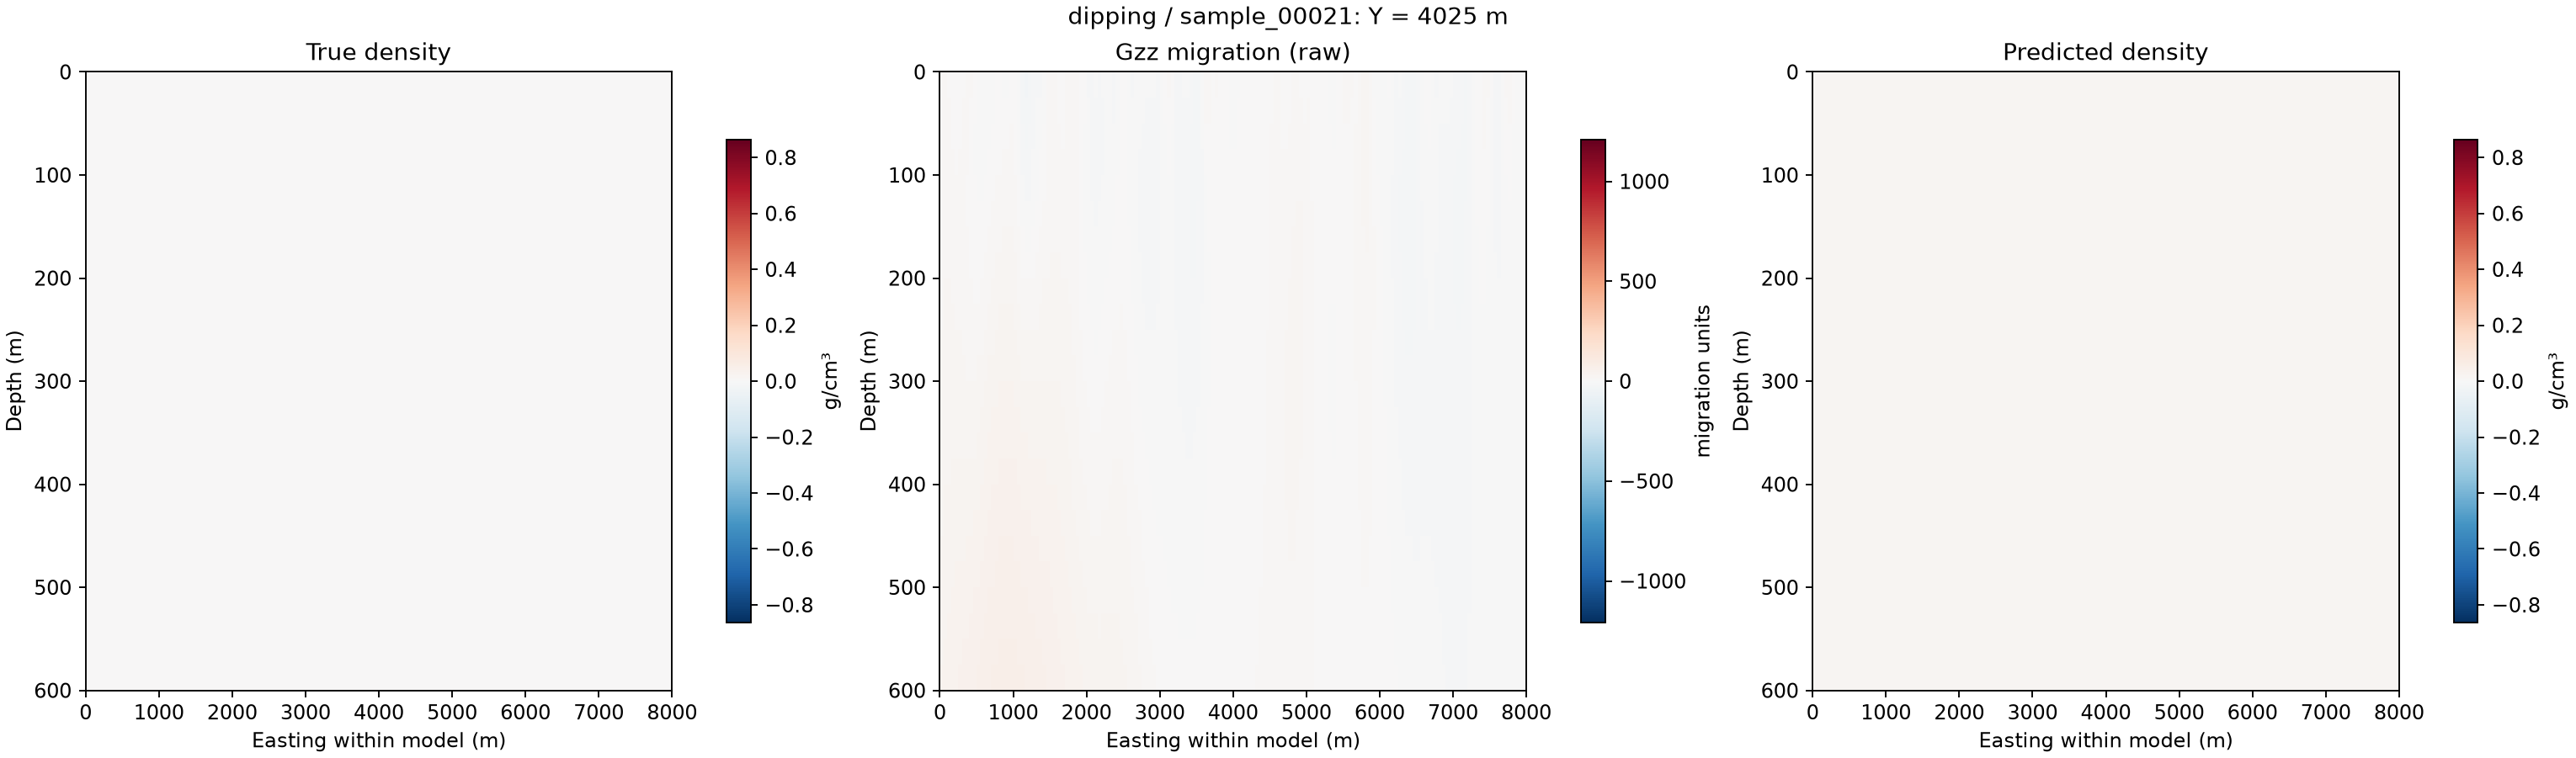 dipping / sample_00021: Y = 4025 m
True density
0
100
200
300
400
500
600
Depth (m)
0 1000 2000 3000 4000 5000 6000 7000 8000
Easting within model (m)
0.8
0.6
0.4
0.2
0.0
−0.2
−0.4
−0.6
−0.8
g/cm³
Gzz migration (raw)
0
100
200
300
400
500
600
Depth (m)
0 1000 2000 3000 4000 5000 6000 7000 8000
Easting within model (m)
1000
500
0
−500
−1000
migration units
Predicted density
0
100
200
300
400
500
600
Depth (m)
0 1000 2000 3000 4000 5000 6000 7000 8000
Easting within model (m)
0.8
0.6
0.4
0.2
0.0
−0.2
−0.4
−0.6
−0.8
g/cm³